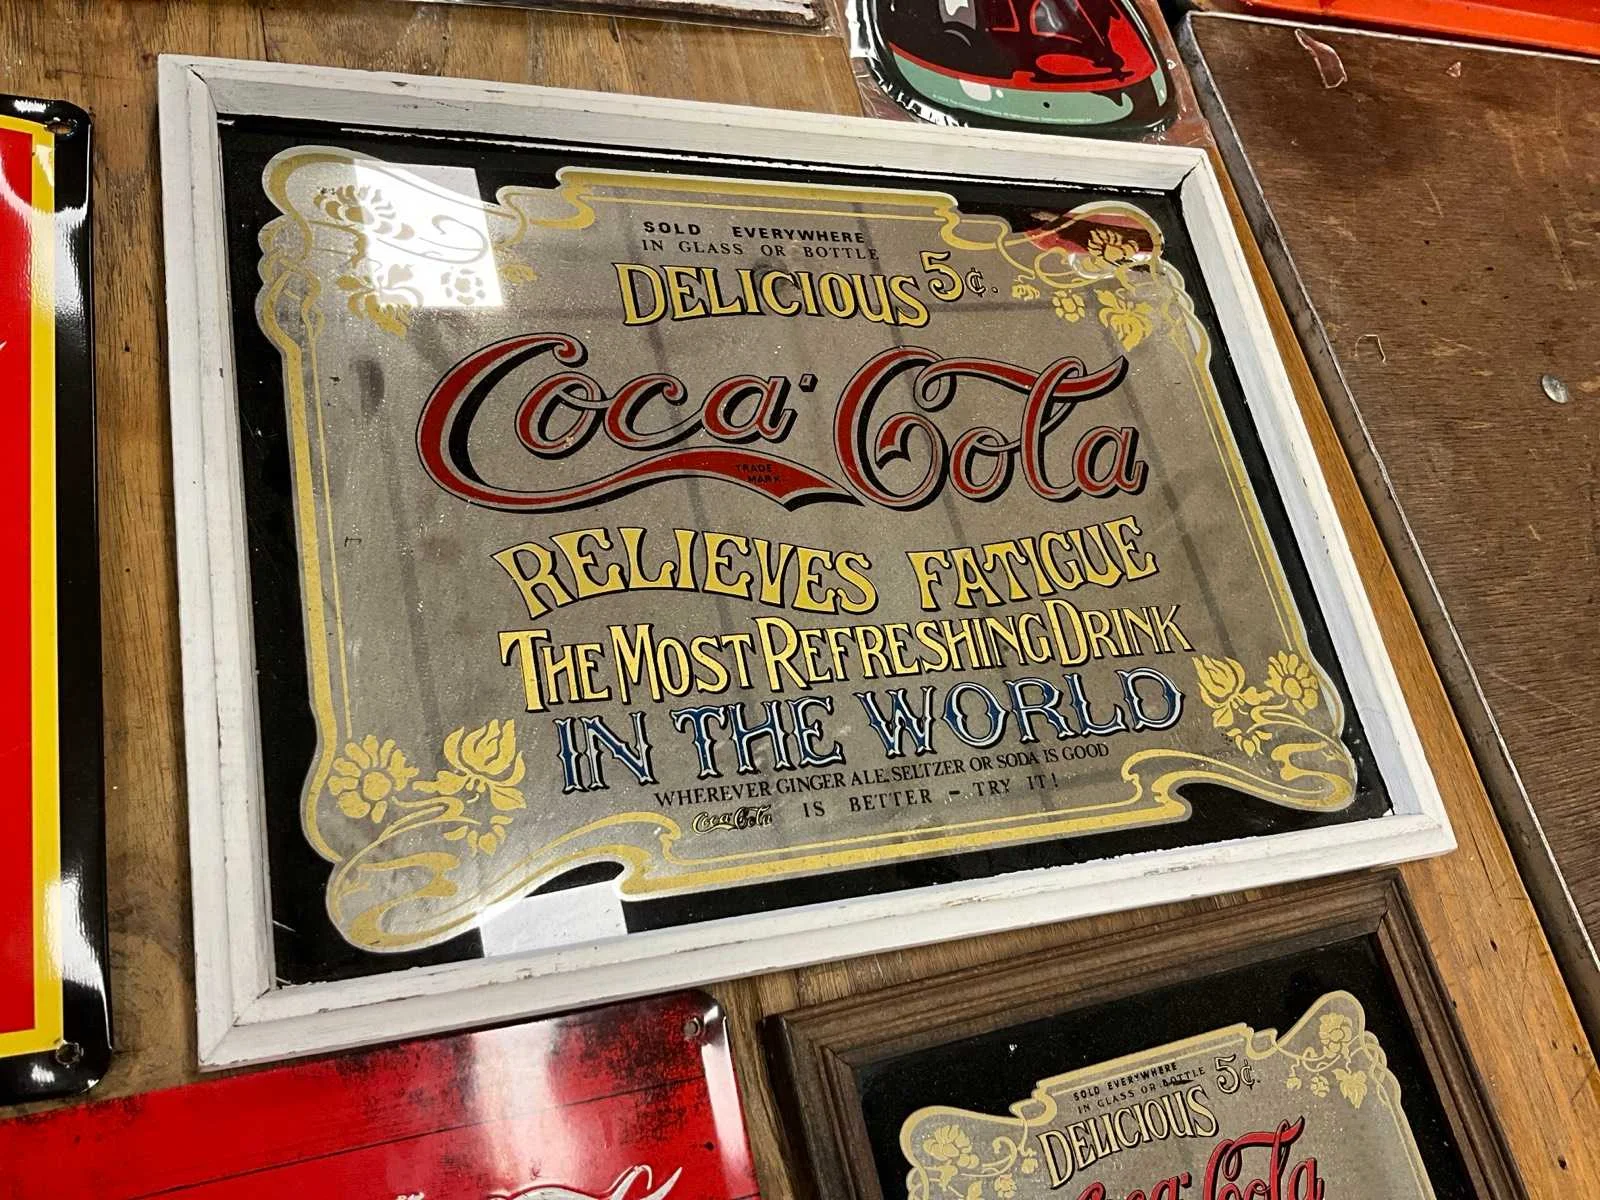 SOLD EVERYWHERE
IN GLASS OR BOTTLE
DELICIOUS 5¢.
Coca-Cola
TRADE
MARK
RELIEVES FATIGUE
THE MOST REFRESHING DRINK
IN THE WORLD
WHEREVER GINGER ALE, SELTZER OR SODA IS GOOD
Coca-Cola IS BETTER - TRY IT!
SOLD EVERYWHERE
IN GLASS OR BOTTLE
DELICIOUS 5¢.
Coca-Cola